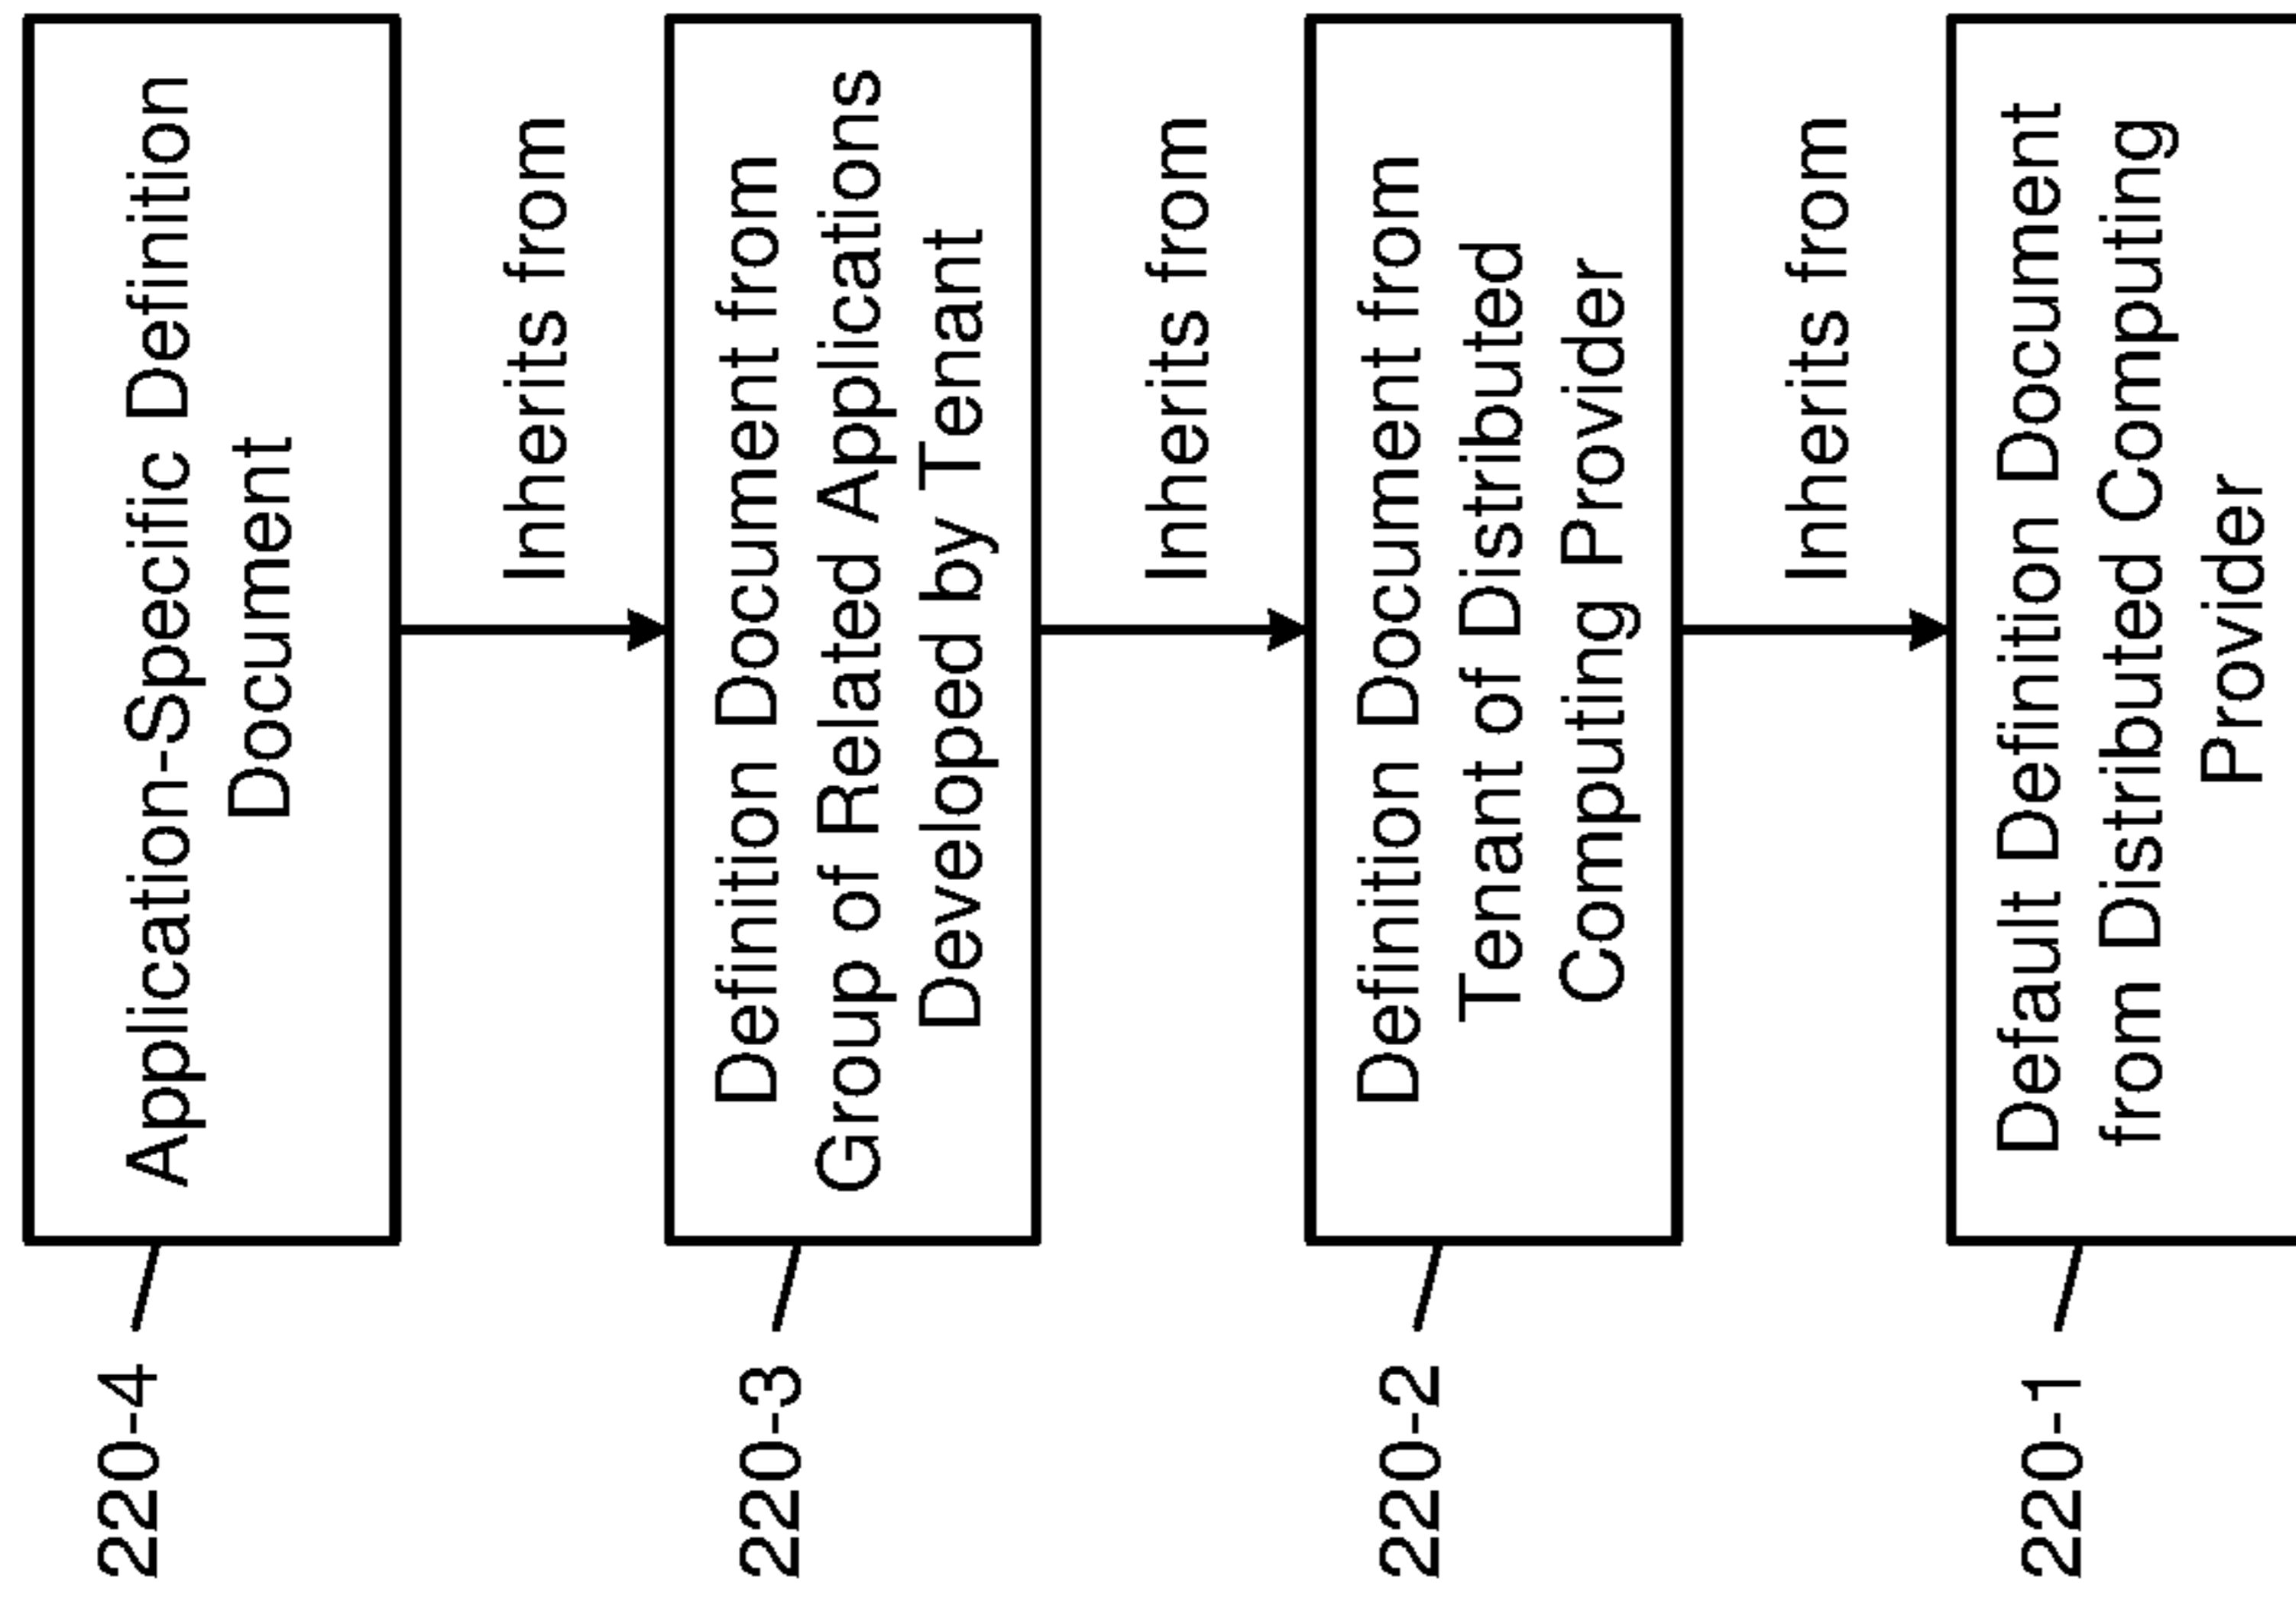 220-4
Application-Specific Definition
Document
Inherits from
220-3
Definition Document from
Group of Related Applications
Developed by Tenant
Inherits from
220-2
Definition Document from
Tenant of Distributed
Computing Provider
Inherits from
220-1
Default Definition Document
from Distributed Computing
Provider